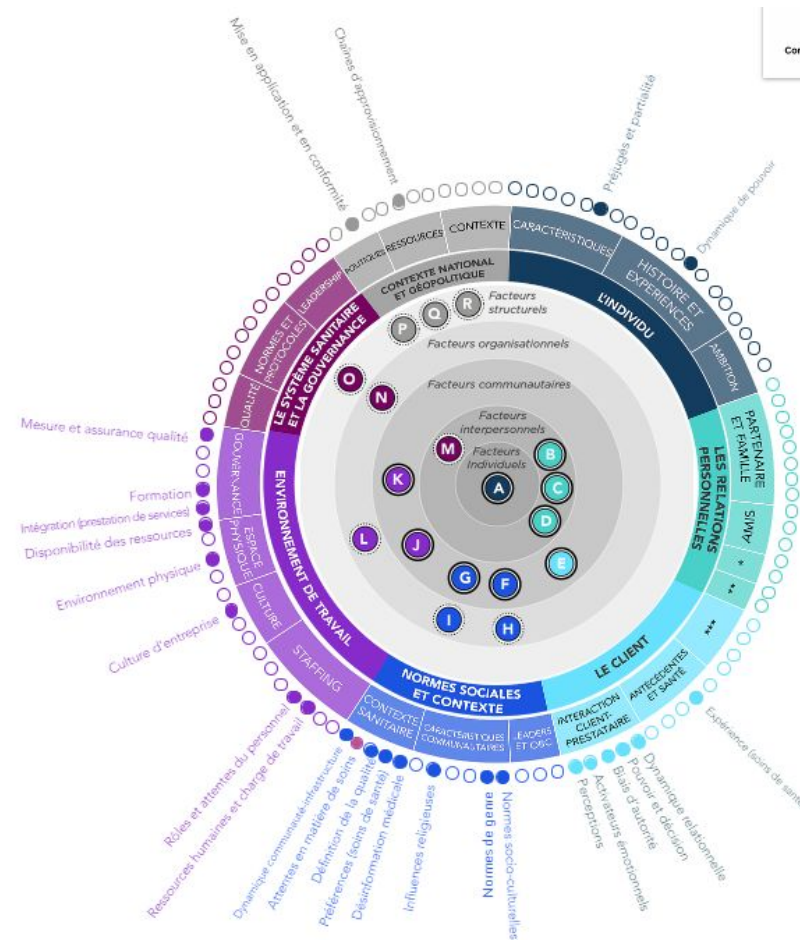 Cor
Mise en application et en conformité
Chaînes d'approvisionnement
Préjugés et partialité
Dynamique de pouvoir
POLITIQUES
RESSOURCES
CONTEXTE
CARACTÉRISTIQUES
HISTOIRE ET
EXPERIENCES
AMBITION
CONTEXTE NATIONAL
ET GÉOPOLITIQUE
L'INDIVIDU
LEADERSHIP
NORMES ET
PROTOCOLES
QUALITÉ
LE SYSTÈME SANITAIRE
ET LA GOUVERNANCE
PARTENAIRE
ET FAMILLE
AMIS
*
**
***
LES RELATIONS
PERSONNELLES
Facteurs
structurels
Facteurs organisationnels
Facteurs communautaires
Facteurs
interpersonnels
Facteurs
Individuels
R
Q
P
O
N
M
B
A
C
D
K
L
J
E
G
F
I
H
Mesure et assurance qualité
Formation
Intégration (prestation de services)
Disponibilité des ressources
Environnement physique
Culture d'entreprise
GOUVERNANCE
ESPACE
PHYSIQUE
CULTURE
STAFFING
ENVIRONNEMENT DE TRAVAIL
LE CLIENT
ANTÉCÉDENTES
ET SANTÉ
INTERACTION
CLIENT-
PRESTATAIRE
NORMES SOCIALES
ET CONTEXTE
CONTEXTE
SANITAIRE
CARACTÉRISTIQUES
COMMUNAUTAIRES
LEADERS
ET OSC
Rôles et attentes du personnel
Ressources humaines et charge de travail
Dynamique communauté-infrastructure
Attentes en matière de soins
Définition de la qualité
Préférences (soins de santé)
Désinformation médicale
Influences religieuses
Normes de genre
Normes socio-culturelles
Perceptions
Activateurs émotionnels
Biais d'autorité
Pouvoir et décision
Dynamique relationnelle
Expérience (soins de santé